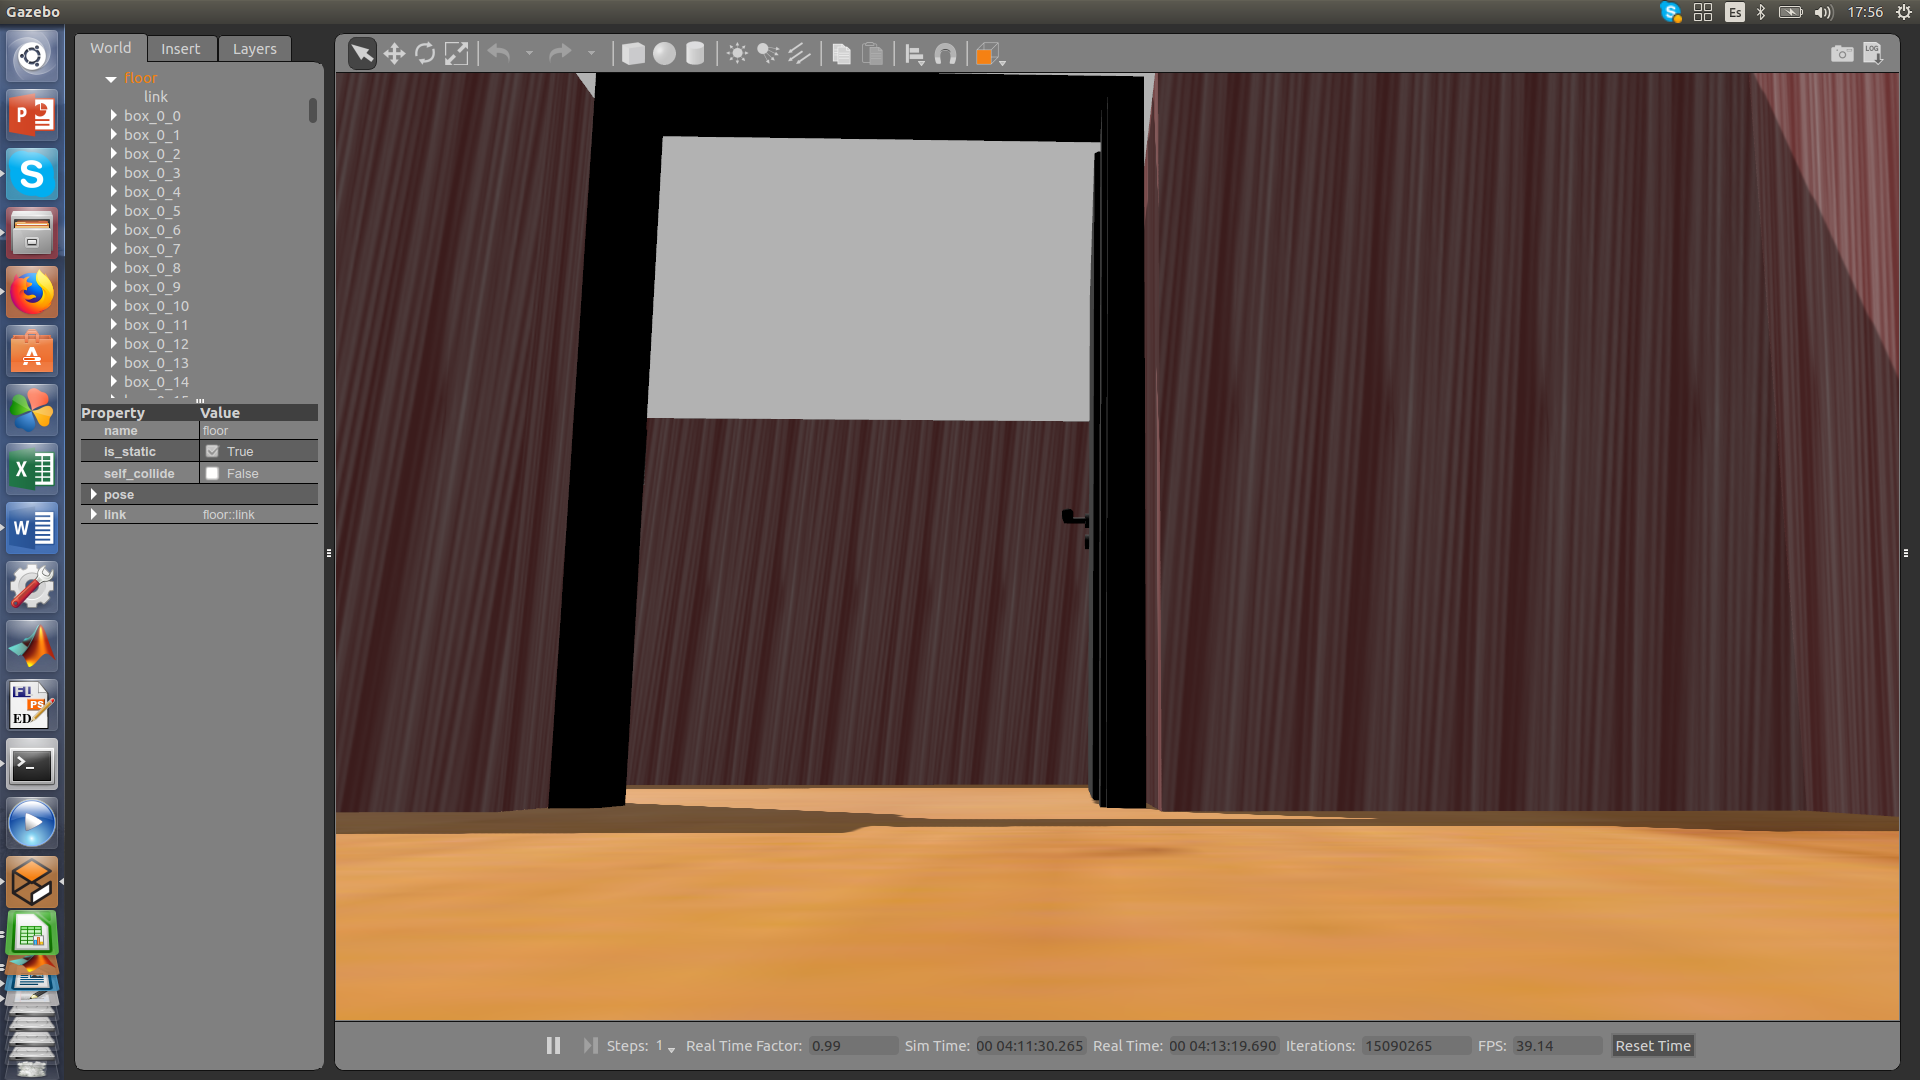 Gazebo
Es
17:56
World
Insert
Layers
LOG
floor
link
box_0_0
box_0_1
box_0_2
box_0_3
box_0_4
box_0_5
box_0_6
box_0_7
box_0_8
box_0_9
box_0_10
box_0_11
box_0_12
box_0_13
box_0_14
Property Value
name floor
is_static True
self_collide False
pose
link floor::link
Steps: 1 Real Time Factor: 0.99 Sim Time: 00 04:11:30.265 Real Time: 00 04:13:19.690 Iterations: 15090265 FPS: 39.14 Reset Time